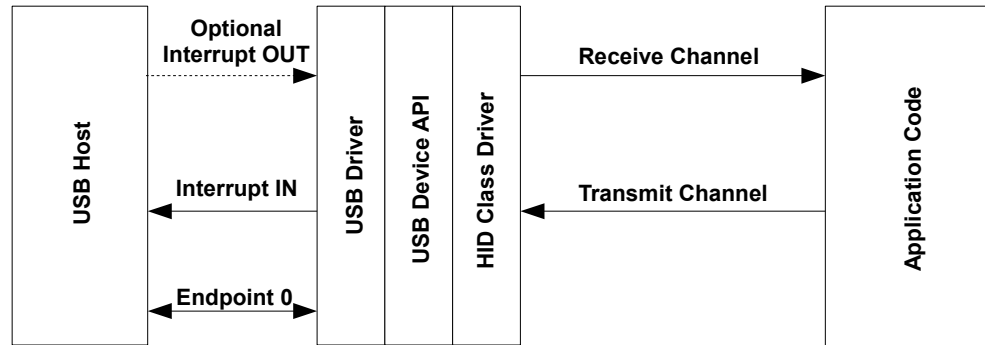 USB Host
Optional
Interrupt OUT
Interrupt IN
Endpoint 0
USB Driver
USB Device API
HID Class Driver
Receive Channel
Transmit Channel
Application Code